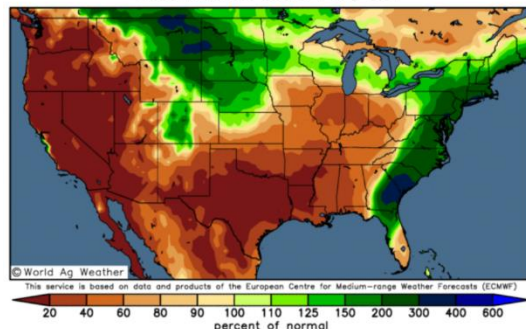 © World Ag Weather
This service is based on data and products of the European Centre for Medium-range Weather Forecasts (ECMWF)
20 40 60 80 90 100 110 125 150 200 300 400 600
percent of normal